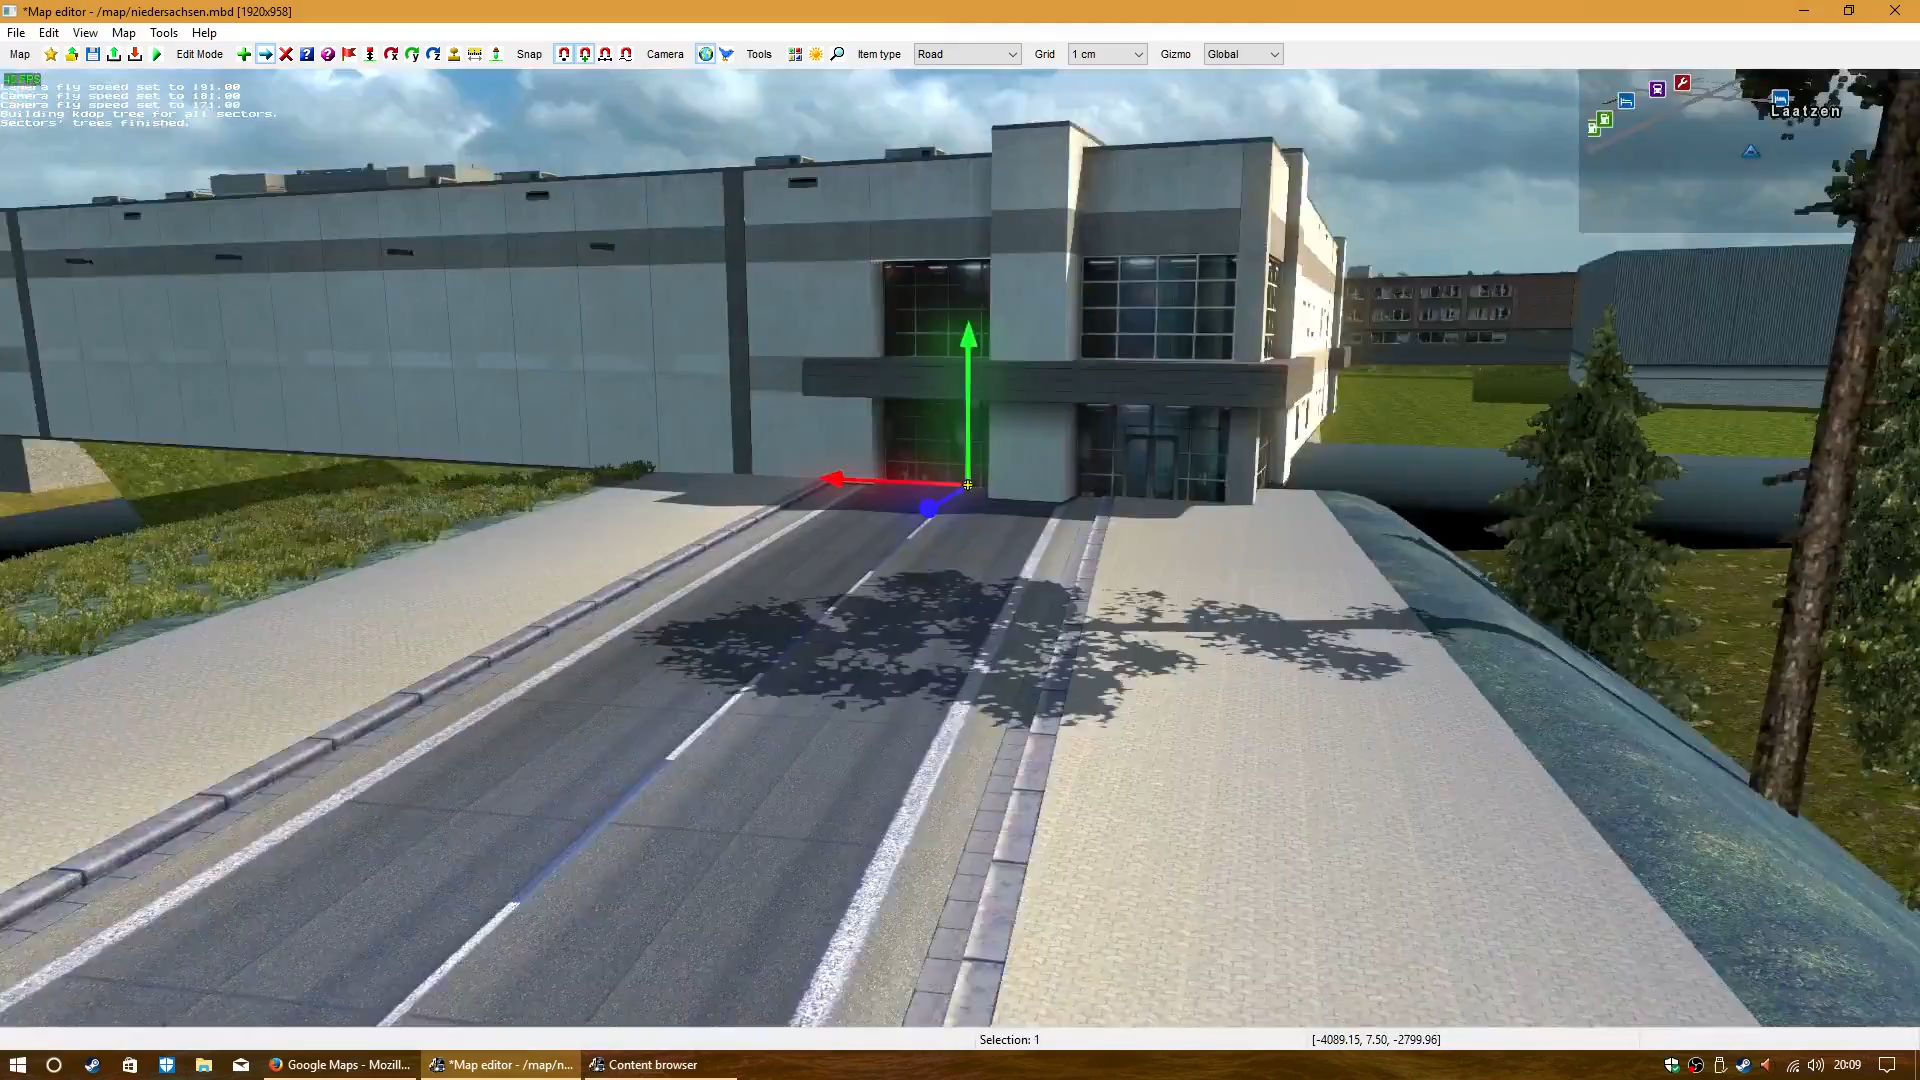 *Map editor - /map/niedersachsen.mbd [1920x958]
File Edit View Map Tools Help
Map Edit Mode Snap Camera Tools Item type Road Grid 1 cm Gizmo Global
Camera fly speed set to 191.00
Camera fly speed set to 181.00
Camera fly speed set to 171.00
Building kdop tree for all sectors.
Sectors' trees finished.
Laatzen
Selection: 1 [-4089.15, 7.50, -2799.96]
Google Maps - Mozill... *Map editor - /map/n... Content browser 20:09